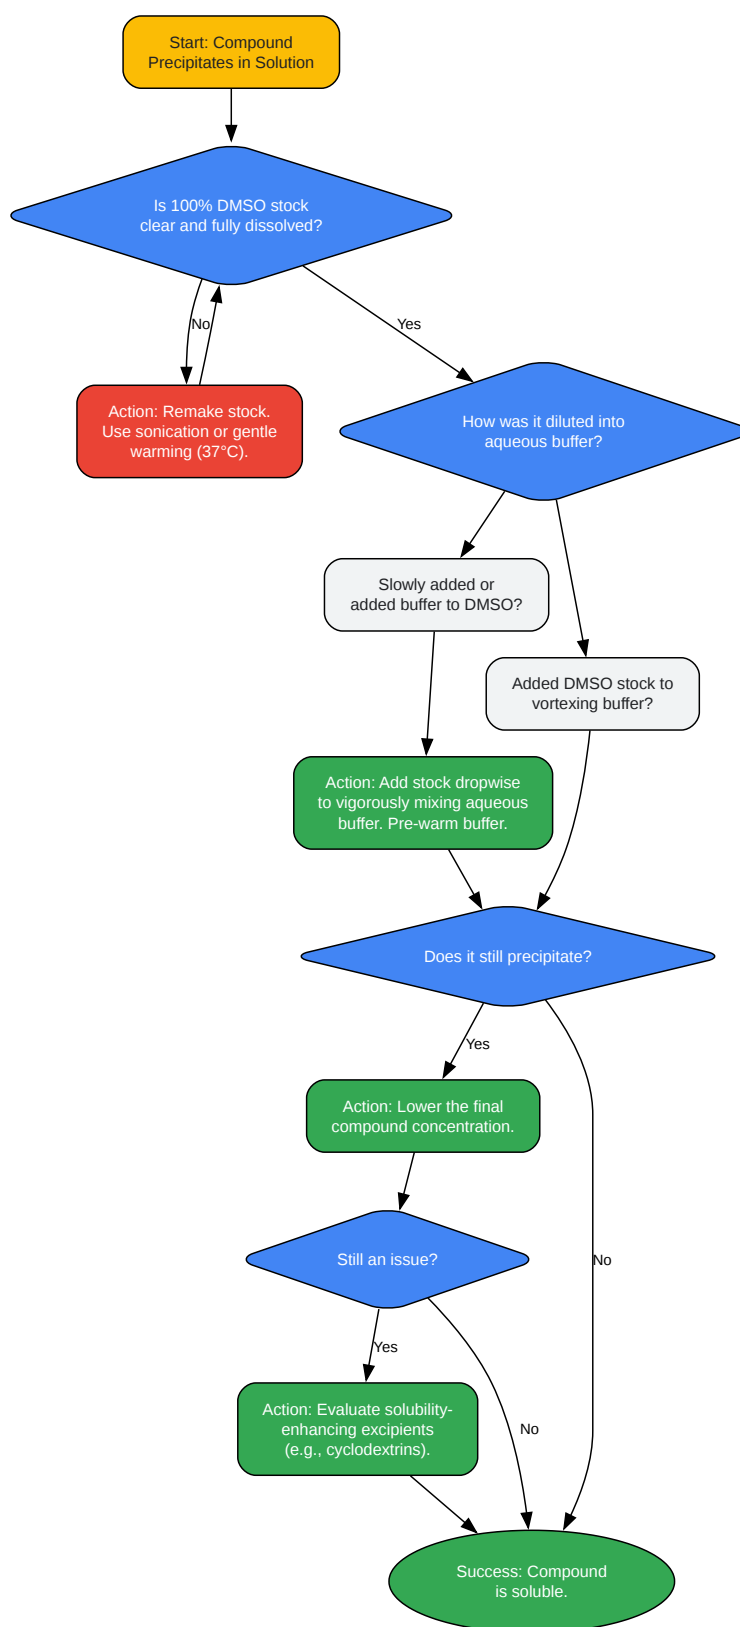 Start: Compound
Precipitates in Solution
Is 100% DMSO stock
clear and fully dissolved?
No
Yes
Action: Remake stock.
Use sonication or gentle
warming (37°C).
How was it diluted into
aqueous buffer?
Slowly added or
added buffer to DMSO?
Added DMSO stock to
vortexing buffer?
Action: Add stock dropwise
to vigorously mixing aqueous
buffer. Pre-warm buffer.
Does it still precipitate?
Yes
Action: Lower the final
compound concentration.
Still an issue?
No
Yes
Action: Evaluate solubility-
enhancing excipients
(e.g., cyclodextrins).
No
Success: Compound
is soluble.